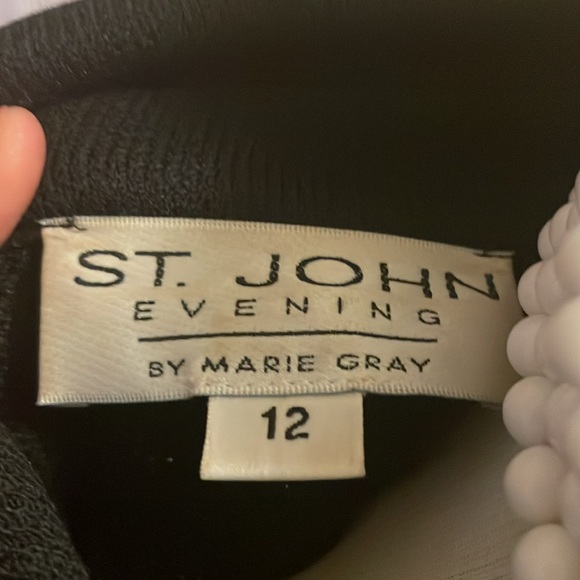 ST. JOHN
EVENING
BY MARIE GRAY
12